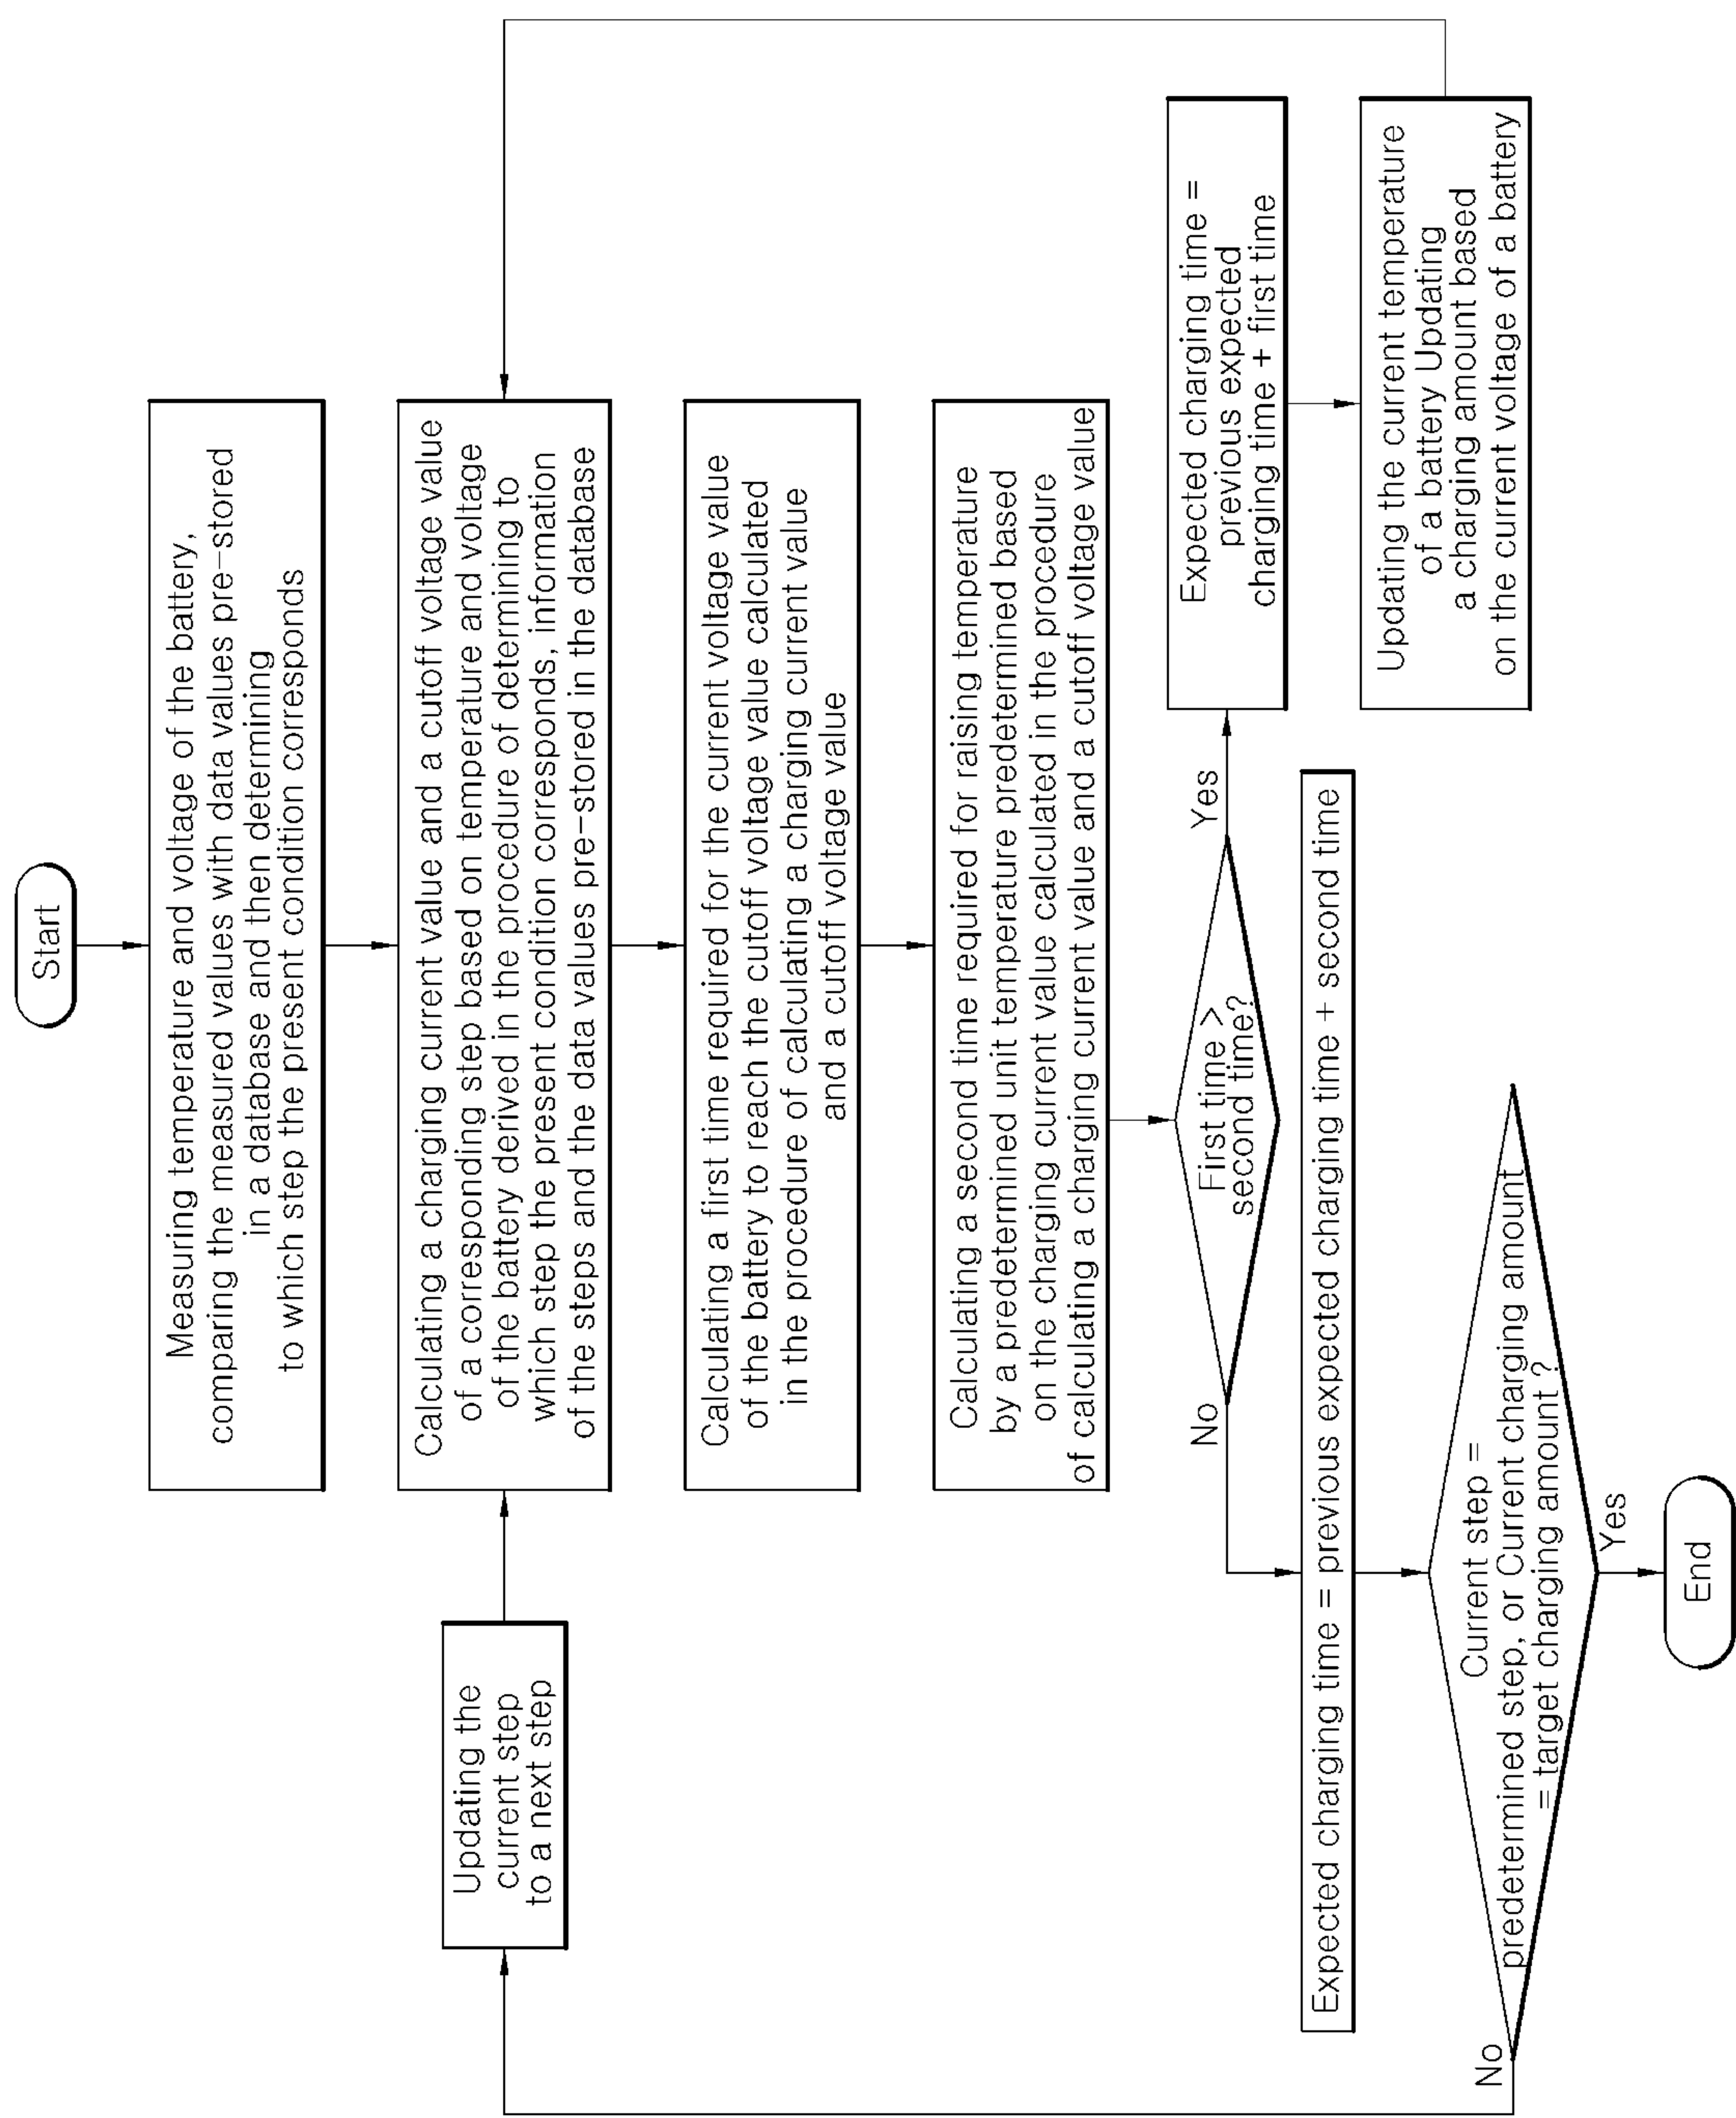 Start
Measuring temperature and voltage of the battery,
comparing the measured values with data values pre-stored
in a database and then determining
to which step the present condition corresponds
Calculating a charging current value and a cutoff voltage value
of a corresponding step based on temperature and voltage
of the battery derived in the procedure of determining to
which step the present condition corresponds, information
of the steps and the data values pre-stored in the database
Updating the
current step
to a next step
Calculating a first time required for the current voltage value
of the battery to reach the cutoff voltage value calculated
in the procedure of calculating a charging current value
and a cutoff voltage value
Calculating a second time required for raising temperature
by a predetermined unit temperature predetermined based
on the charging current value calculated in the procedure
of calculating a charging current value and a cutoff voltage value
First time >
second time?
No
Yes
Expected charging time =
previous expected
charging time + first time
Updating the current temperature
of a battery Updating
a charging amount based
on the current voltage of a battery
Expected charging time = previous expected charging time + second time
Current step =
predetermined step, or Current charging amount
= target charging amount ?
No
Yes
End